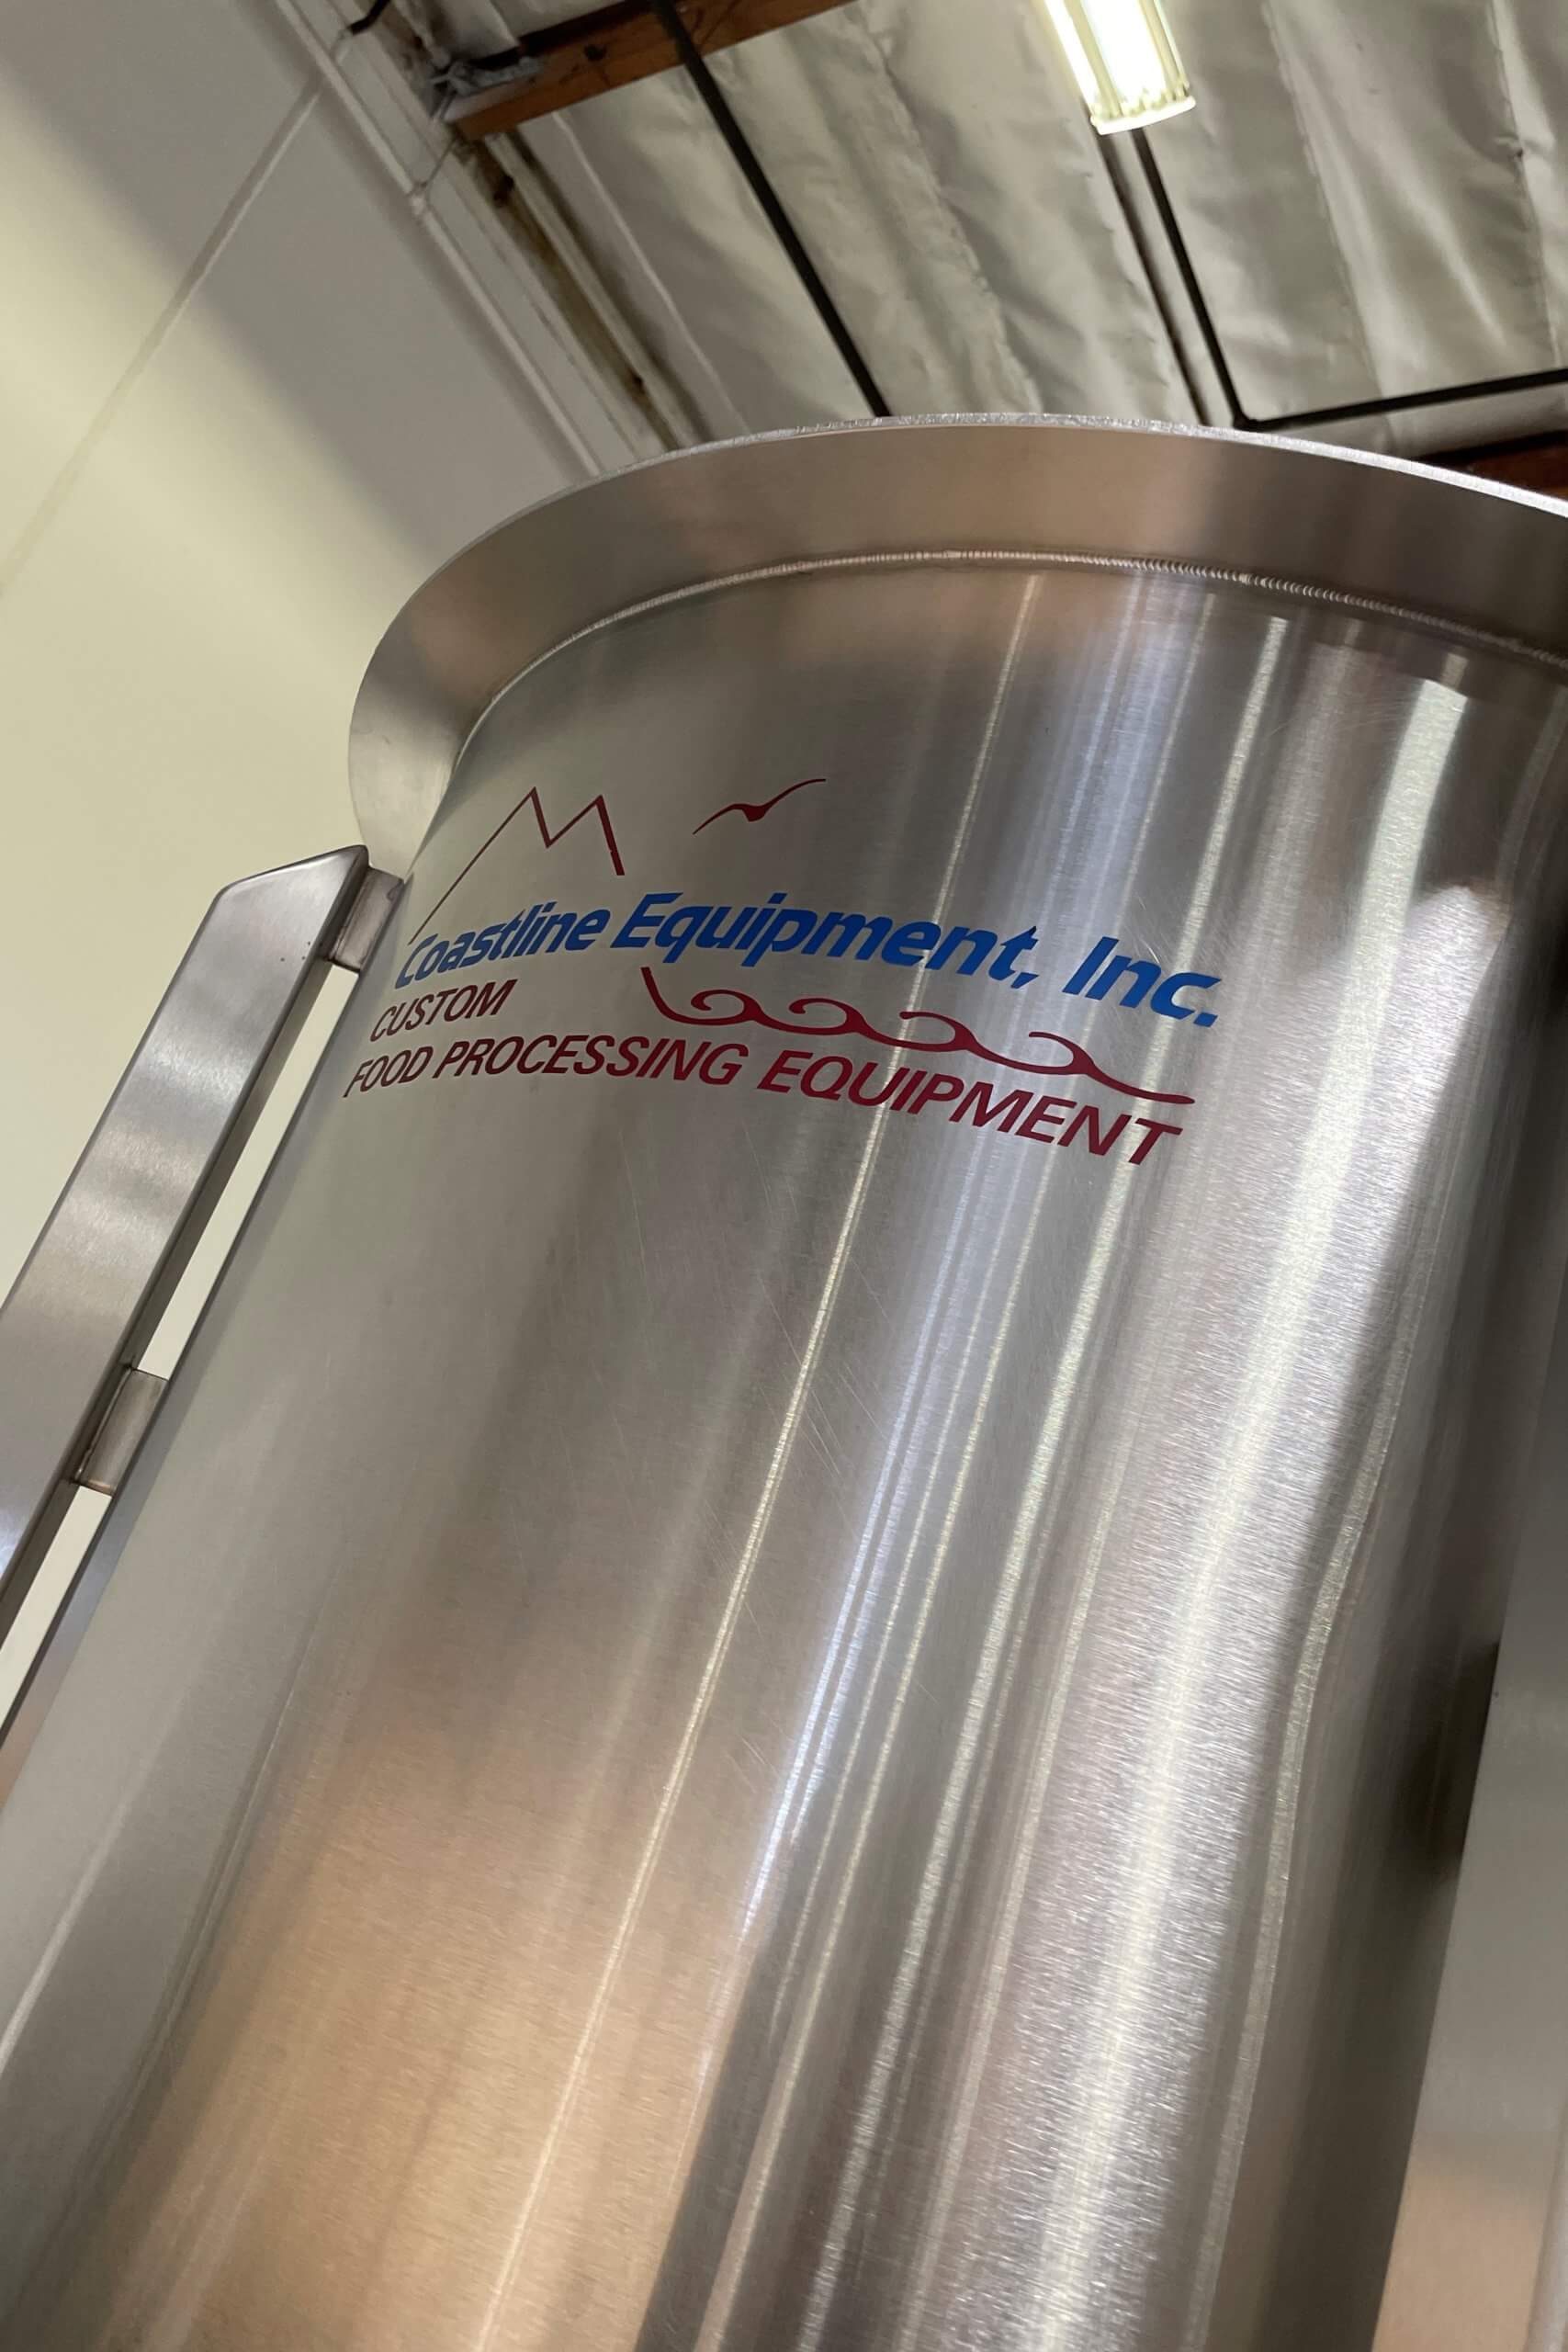 Coastline Equipment, Inc.
CUSTOM
FOOD PROCESSING EQUIPMENT